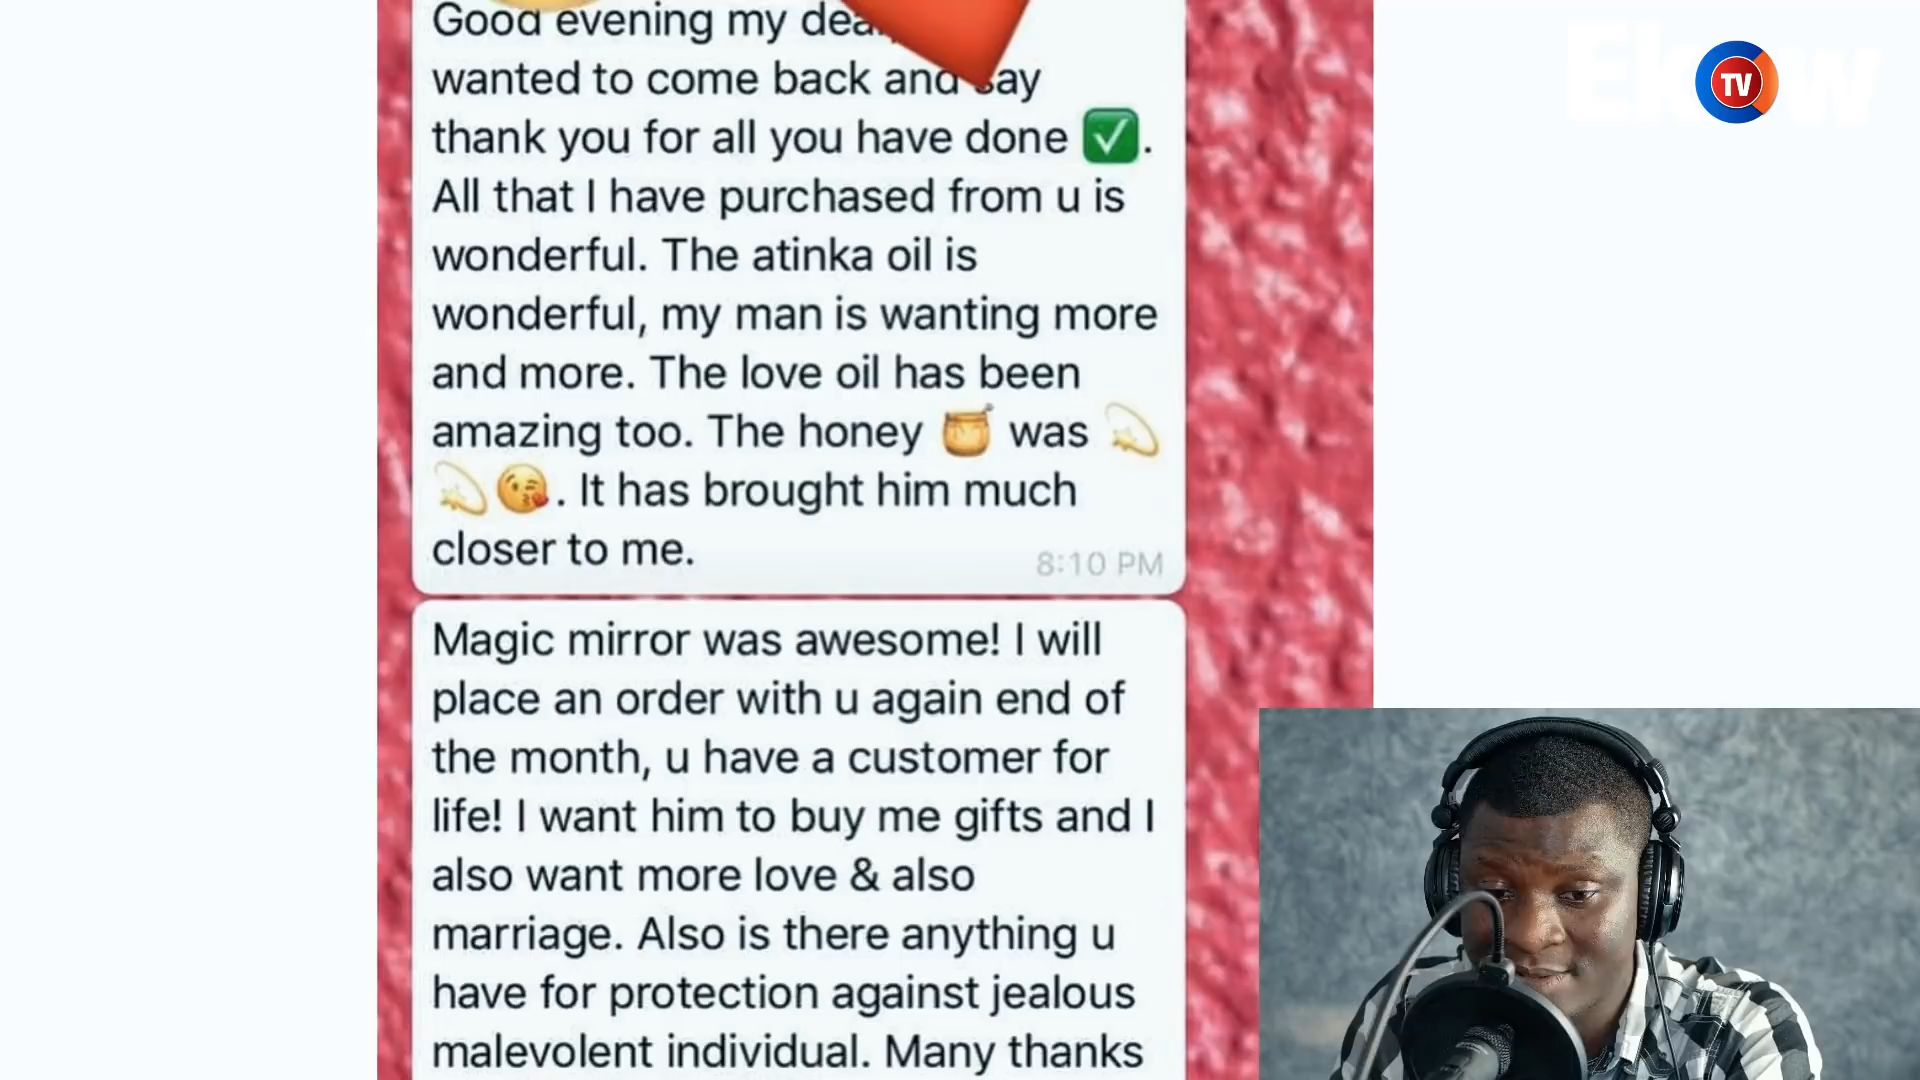 TV
Good evening my dea
wanted to come back and say
thank you for all you have done ✅.
All that I have purchased from u is
wonderful. The atinka oil is
wonderful, my man is wanting more
and more. The love oil has been
amazing too. The honey 🍯 was 💫
💫😘. It has brought him much
closer to me.
8:10 PM
Magic mirror was awesome! I will
place an order with u again end of
the month, u have a customer for
life! I want him to buy me gifts and I
also want more love & also
marriage. Also is there anything u
have for protection against jealous
malevolent individual. Many thanks